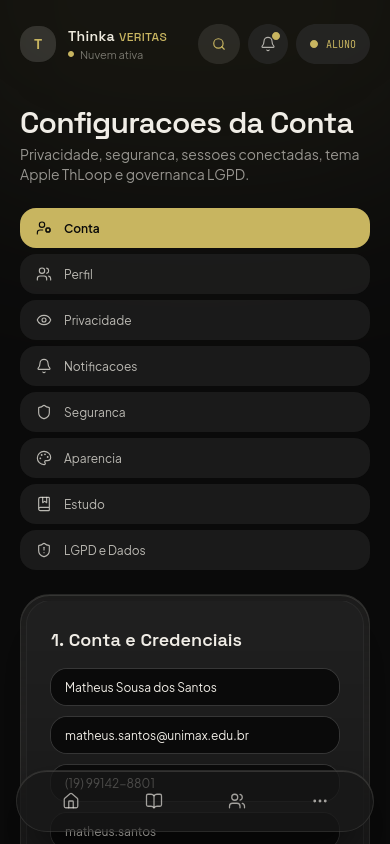 T
Thinka VERITAS
Nuvem ativa
ALUNO
Configuracoes da Conta
Privacidade, seguranca, sessoes conectadas, tema
Apple ThLoop e governanca LGPD.
Conta
Perfil
Privacidade
Notificacoes
Seguranca
Aparencia
Estudo
LGPD e Dados
1. Conta e Credenciais
Matheus Sousa dos Santos
matheus.santos@unimax.edu.br
(19) 99142-8801
matheus.santos